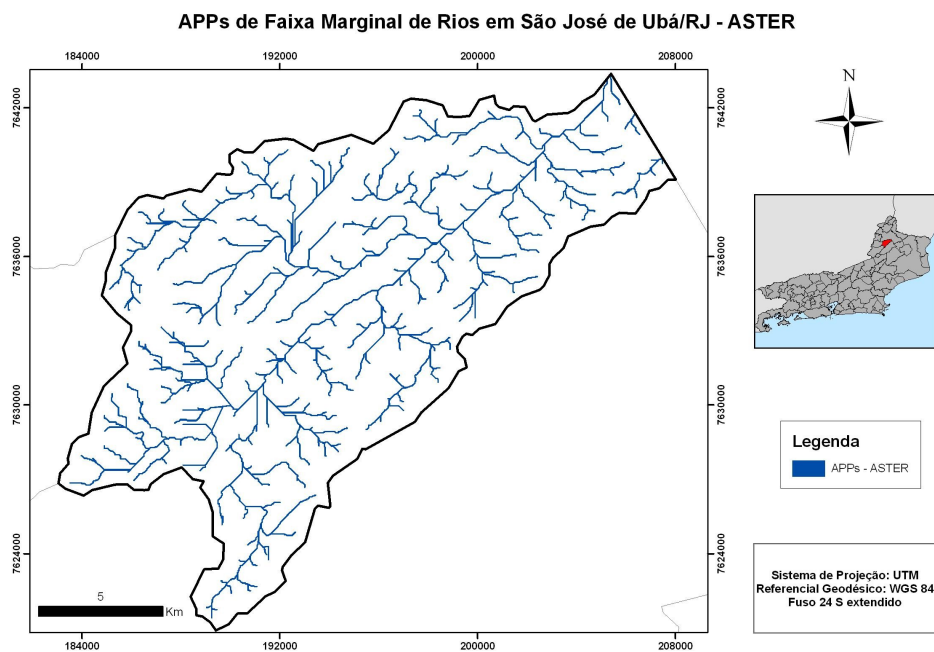 APPs de Faixa Marginal de Rios em São José de Ubá/RJ - ASTER
184000 192000 200000 208000
N
7642000 7642000
7636000 7636000
7630000 7630000
Legenda
APPs - ASTER
7624000 7624000
Sistema de Projeção: UTM
Referencial Geodésico: WGS 84
Fuso 24 S extendido
5
Km
184000 192000 200000 208000